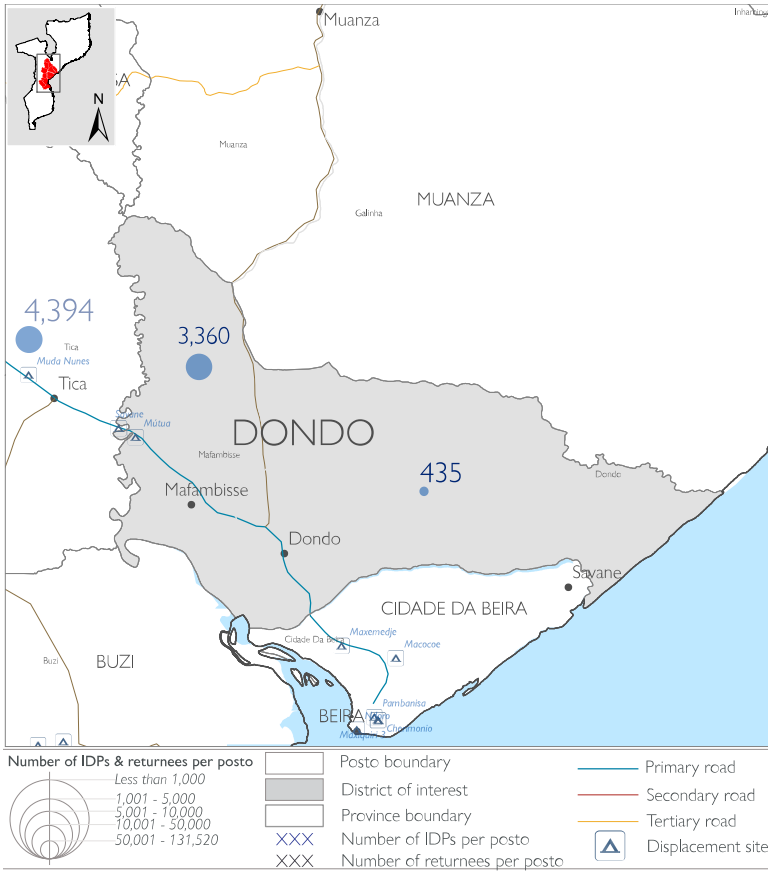 Muanza
Inhaminga
N
Muanza
MUANZA
Galinha
4,394
3,360
Tica
Muda Nunes
Tica
Mútua
DONDO
Mafambisse
435
Dondo
Mafambisse
Dondo
Savane
CIDADE DA BEIRA
Cidade Da Beira
Maxemedje
Macocoe
Buzi
BUZI
Pambanisa
BEIRA
Number of IDPs & returnees per posto
Less than 1,000
1,001 - 5,000
5,001 - 10,000
10,001 - 50,000
50,001 - 131,520
Posto boundary
District of interest
Province boundary
XXX Number of IDPs per posto
XXX Number of returnees per posto
Primary road
Secondary road
Tertiary road
Displacement site